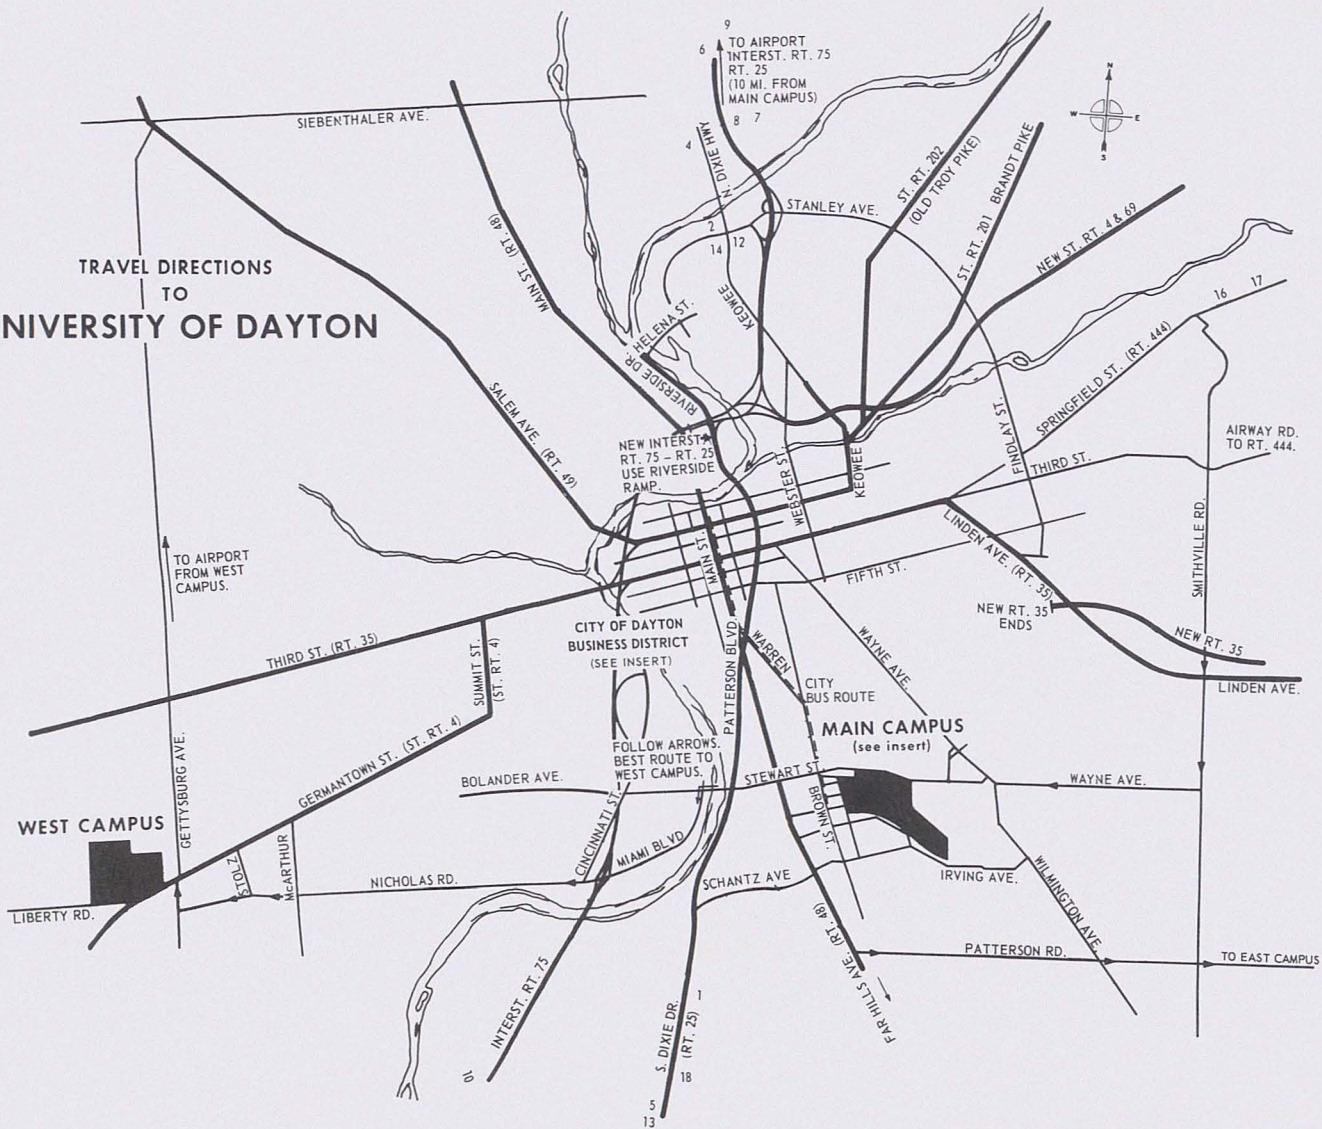 9
6
TO AIRPORT
INTERST. RT. 75
RT. 25
(10 MI. FROM
MAIN CAMPUS)
8 7
4
N. DIXIE HWY
N
W E
S
SIEBENTHALER AVE.
MAIN ST. (RT. 48)
ST. RT. 202
(OLD TROY PIKE)
ST. RT. 201 BRANDT PIKE
STANLEY AVE.
2
14 12
NEW ST. RT. 4 & 69
TRAVEL DIRECTIONS
TO
NIVERSITY OF DAYTON
KEOWEE
HELENA ST.
RIVERSIDE DR.
16 17
SPRINGFIELD ST. (RT. 444)
SALEM AVE. (RT. 49)
FINDLAY ST.
NEW INTERST
RT. 75 – RT. 25
USE RIVERSIDE
RAMP.
WEBSTER ST.
KEOWEE
THIRD ST.
AIRWAY RD.
TO RT. 444.
TO AIRPORT
FROM WEST
CAMPUS.
MAIN ST.
FIFTH ST.
LINDEN AVE. (RT. 35)
SMITHVILLE RD.
NEW RT. 35
ENDS
NEW RT. 35
LINDEN AVE.
THIRD ST. (RT. 35)
SUMMIT ST.
(ST. RT. 4)
CITY OF DAYTON
BUSINESS DISTRICT
(SEE INSERT)
PATTERSON BLVD.
WARREN
WAYNE AVE.
CITY
BUS ROUTE
MAIN CAMPUS
(see insert)
GETTYSBURG AVE.
GERMANTOWN ST. (ST. RT. 4)
FOLLOW ARROWS.
BEST ROUTE TO
WEST CAMPUS.
BOLANDER AVE.
STEWART ST.
WAYNE AVE.
WEST CAMPUS
STOLZ
McARTHUR
CINCINNATI ST.
MIAMI BLVD
BROWN ST.
NICHOLAS RD.
SCHANTZ AVE
IRVING AVE.
WILMINGTON AVE.
LIBERTY RD.
FAR HILLS AVE. (RT. 48)
PATTERSON RD.
TO EAST CAMPUS
INTERST. RT. 75
10
S. DIXIE DR.
(RT. 25)
1
18
5
13